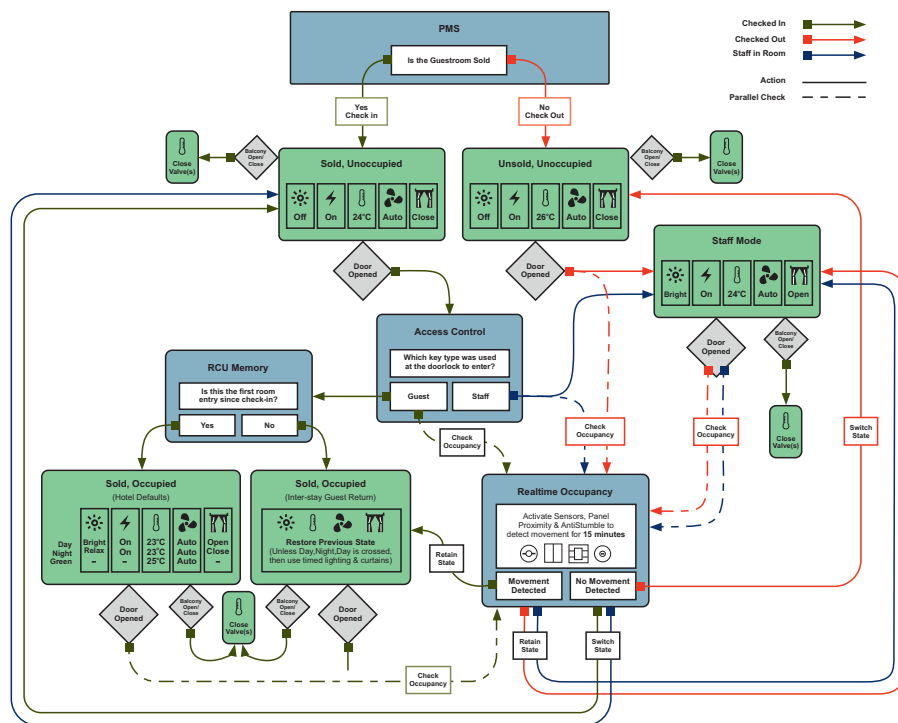 PMS
Is the Guestroom Sold
Checked In
Checked Out
Staff in Room
Action
Parallel Check
Yes
Check in
No
Check Out
Close
Valve(s)
Balcony
Open/
Close
Sold, Unoccupied
Off
On
24°C
Auto
Close
Unsold, Unoccupied
Off
On
26°C
Auto
Close
Balcony
Open/
Close
Close
Valve(s)
Door
Opened
Door
Opened
Staff Mode
Bright
On
24°C
Auto
Open
Access Control
Which key type was used
at the doorlock to enter?
Guest
Staff
Door
Opened
Balcony
Open/
Close
RCU Memory
Is this the first room
entry since check-in?
Yes
No
Check
Occupancy
Check
Occupancy
Check
Occupancy
Close
Valve(s)
Switch
State
Sold, Occupied
(Hotel Defaults)
Day
Night
Green
Bright
Relax
–
On
On
–
23°C
23°C
25°C
Auto
Auto
Auto
Open
Close
–
Sold, Occupied
(Inter-stay Guest Return)
Restore Previous State
(Unless Day,Night,Day is crossed,
then use timed lighting & curtains)
Realtime Occupancy
Activate Sensors, Panel
Proximity & AntiStumble to
detect movement for 15 minutes
Movement
Detected
No Movement
Detected
Retain
State
Door
Opened
Balcony
Open/
Close
Close
Valve(s)
Balcony
Open/
Close
Door
Opened
Retain
State
Switch
State
Check
Occupancy